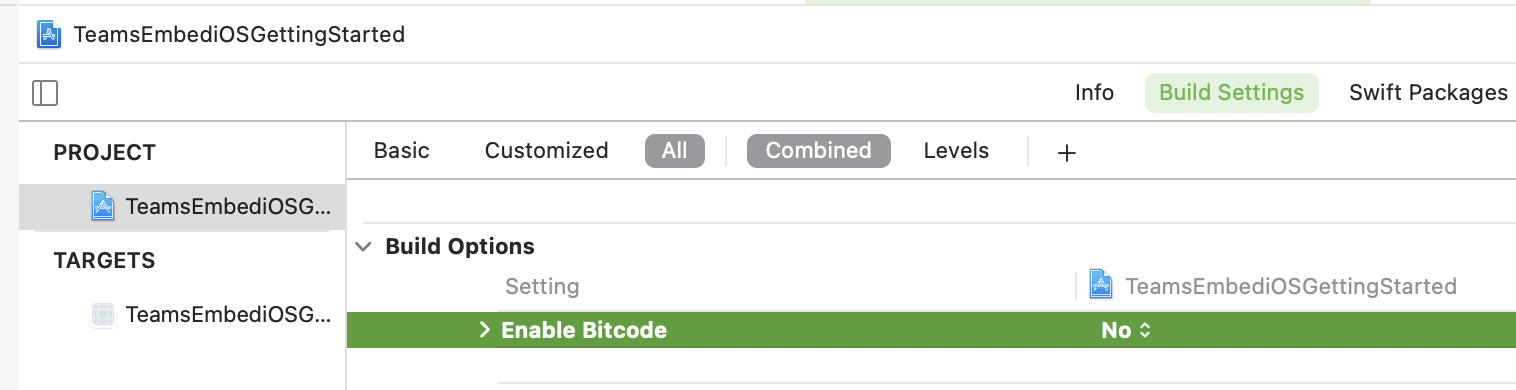 TeamsEmbediOSGettingStarted
Info Build Settings Swift Packages
PROJECT
TeamsEmbediOSG...
TARGETS
TeamsEmbediOSG...
Basic Customized All Combined Levels +
Build Options
Setting TeamsEmbediOSGettingStarted
Enable Bitcode No